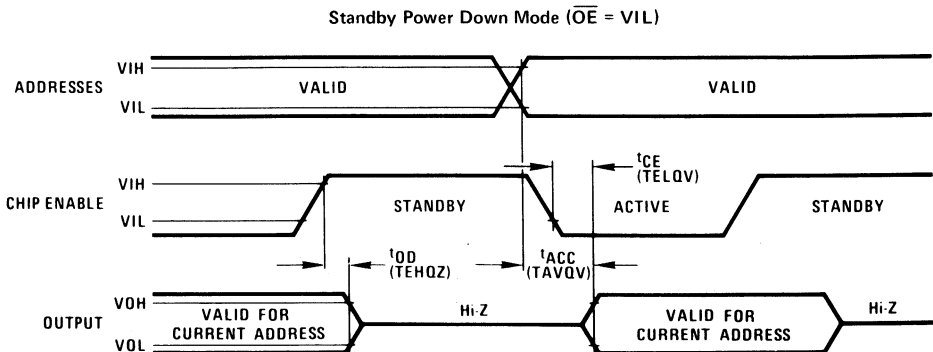 Standby Power Down Mode (OE = VIL)
ADDRESSES
VIH
VIL
VALID
VALID
tCE
(TELQV)
CHIP ENABLE
VIH
VIL
STANDBY
ACTIVE
STANDBY
tOD
(TEHQZ)
tACC
(TAVQV)
OUTPUT
VOH
VOL
VALID FOR
CURRENT ADDRESS
Hi-Z
VALID FOR
CURRENT ADDRESS
Hi-Z